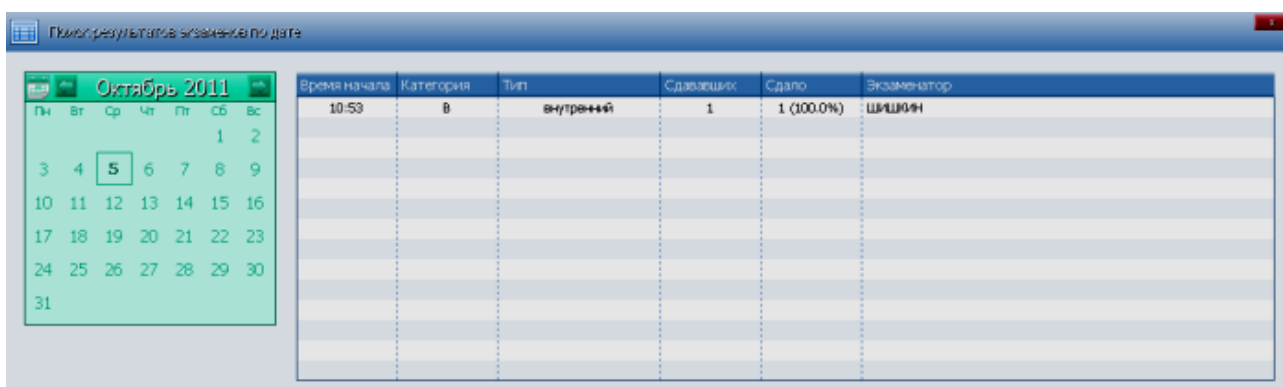 Поиск результатов экзаменов по дате
Октябрь 2011
Пн Вт Ср Чт Пт Сб Вс
1 2
3 4 5 6 7 8 9
10 11 12 13 14 15 16
17 18 19 20 21 22 23
24 25 26 27 28 29 30
31
Время начала Категория Тип Сдававших Сдало Экзаменатор
10:53 B внутренний 1 1 (100.0%) ШИШКИН